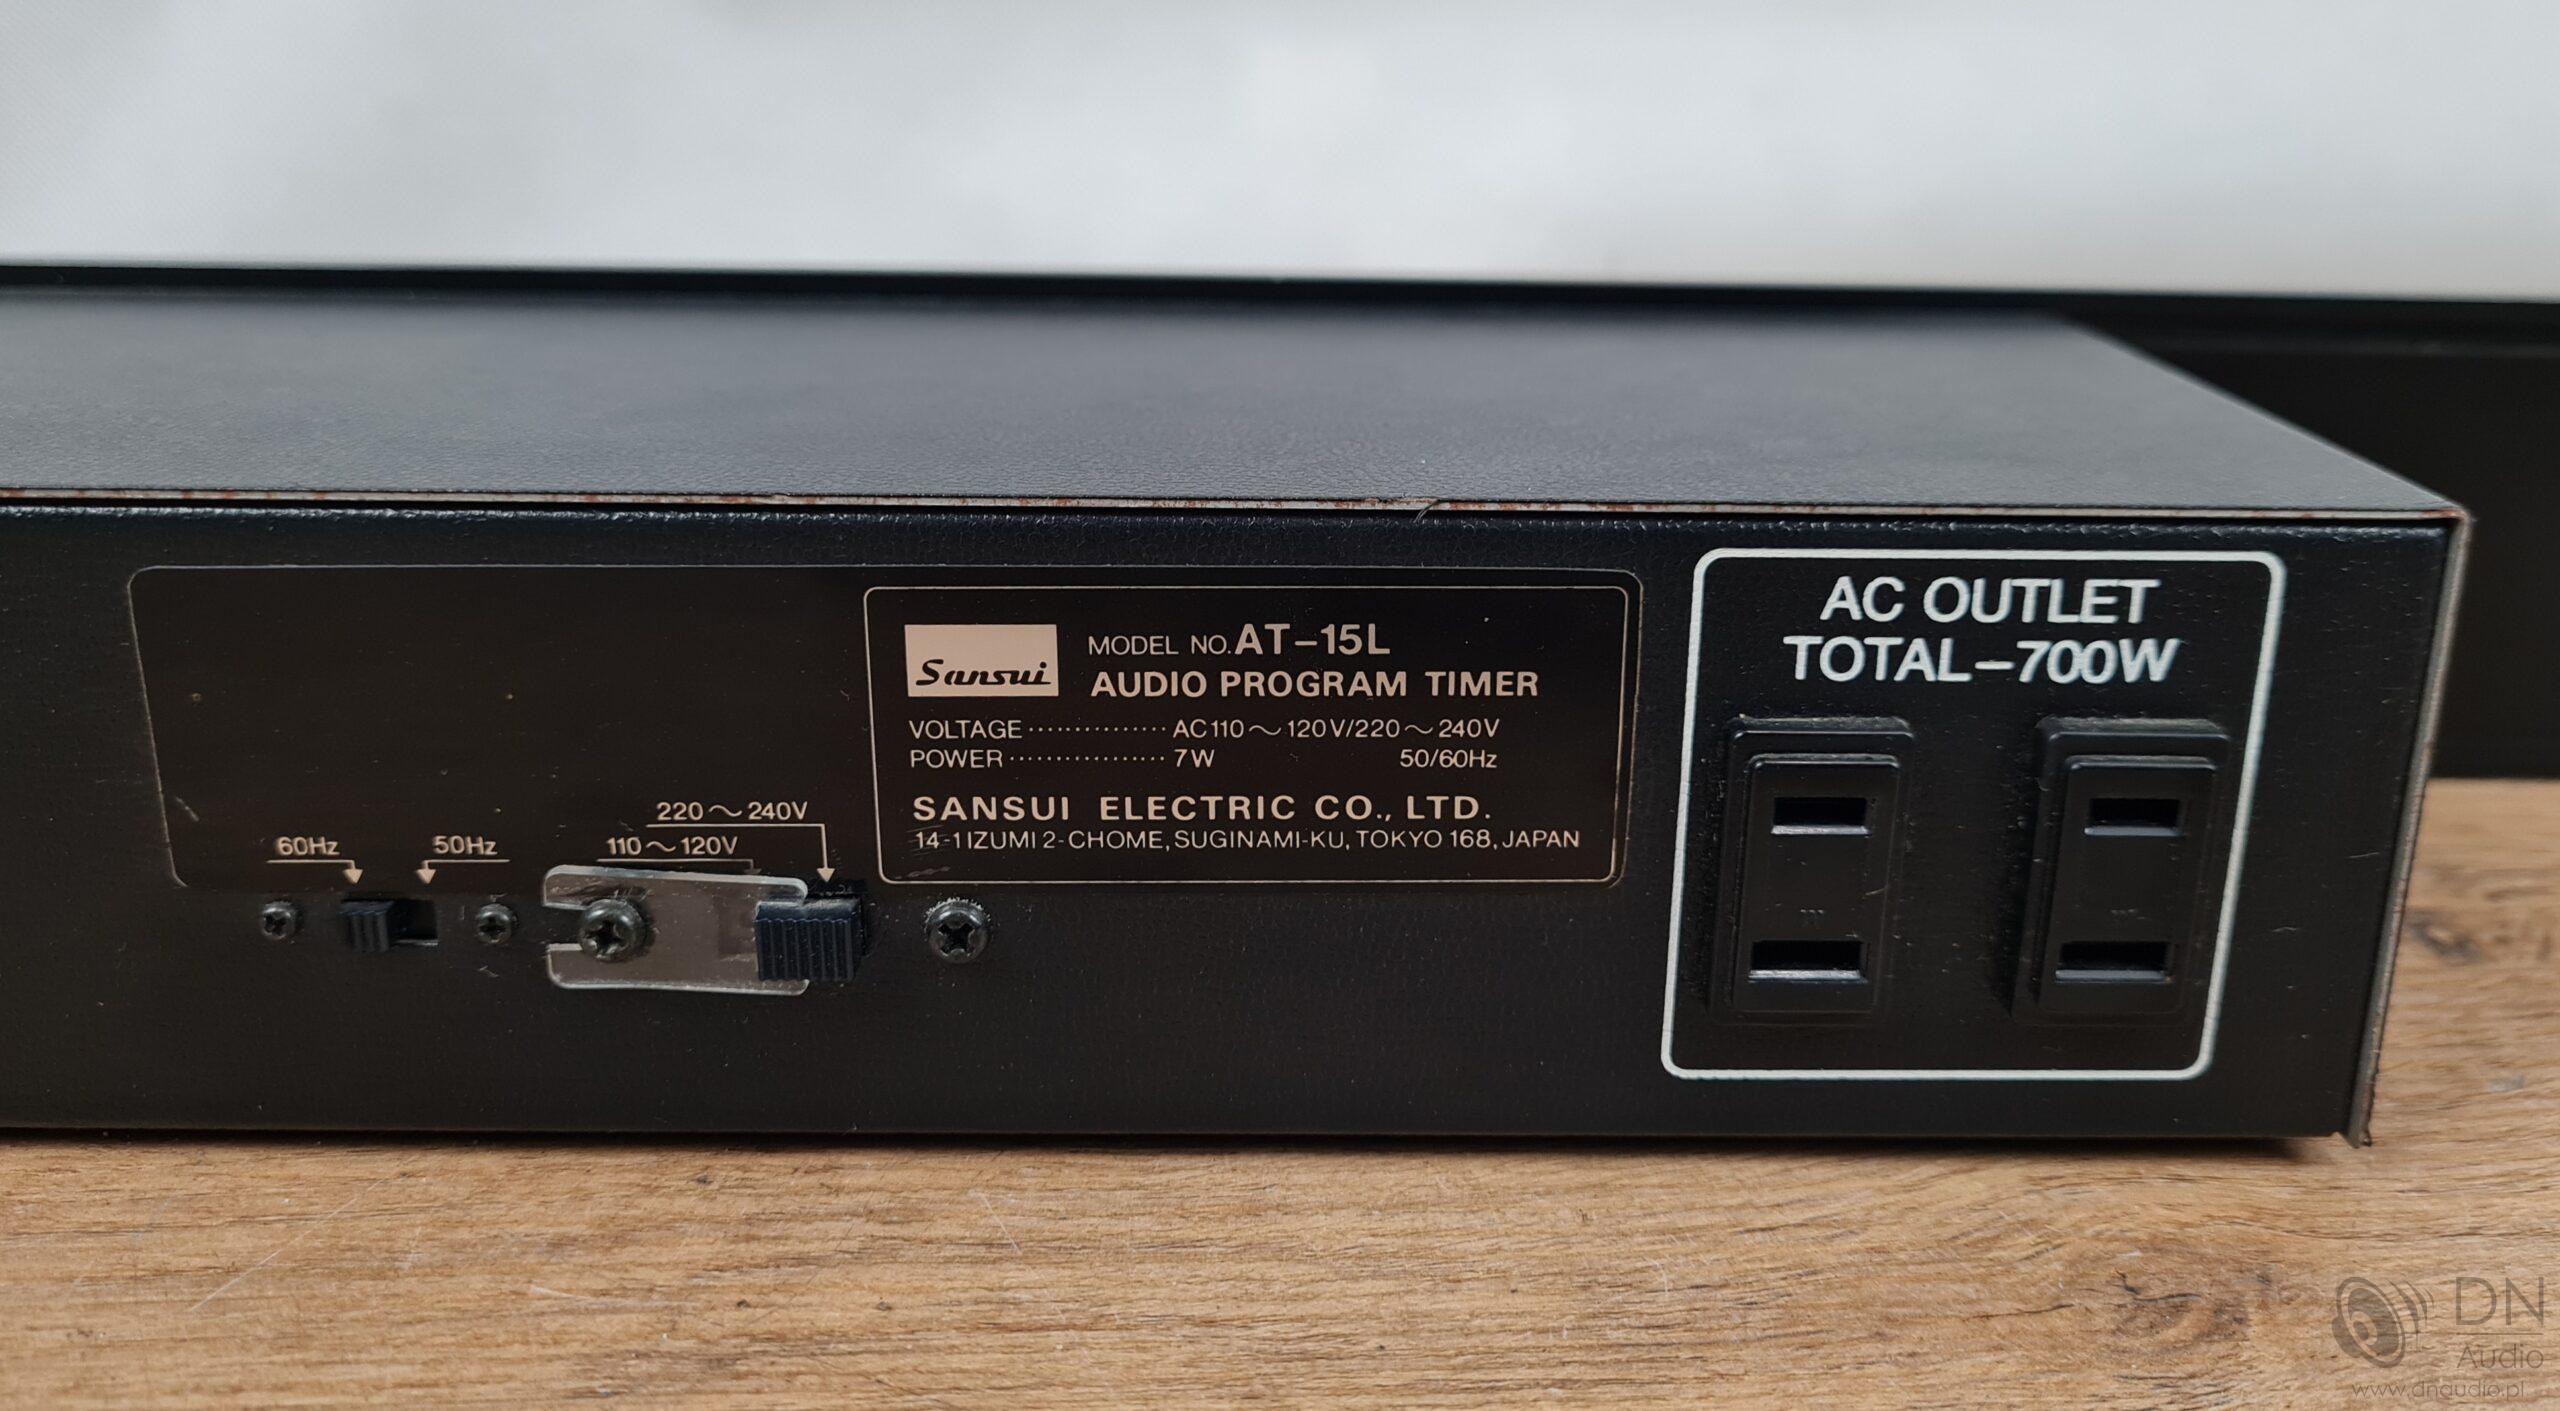 60Hz
50Hz
220～240V
110～120V
Sansui
MODEL NO. AT-15L
AUDIO PROGRAM TIMER
VOLTAGE ··············· AC110～120V/220～240V
POWER ················· 7W 50/60Hz
SANSUI ELECTRIC CO., LTD.
14-1 IZUMI 2-CHOME, SUGINAMI-KU, TOKYO 168, JAPAN
AC OUTLET
TOTAL-700W
DN
Audio
www.dnaudio.pl